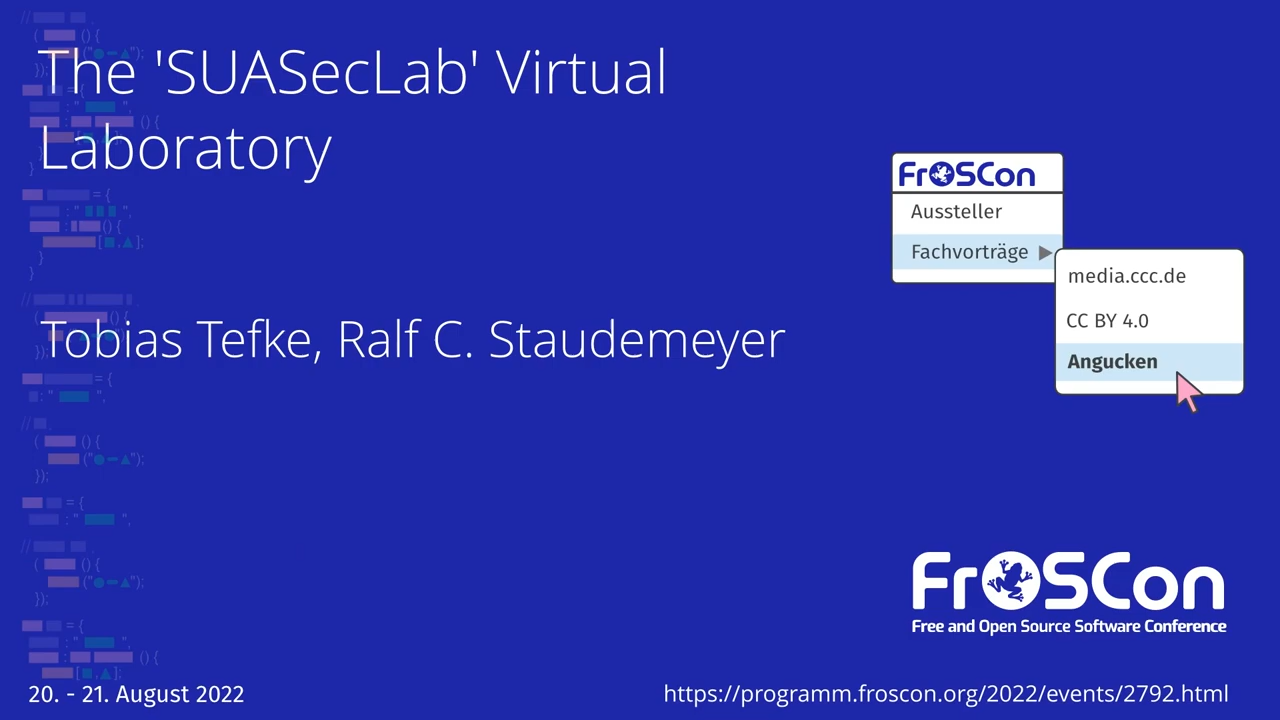 The 'SUASecLab' Virtual
Laboratory
FrOSCon
Aussteller
Fachvorträge
media.ccc.de
CC BY 4.0
Angucken
Tobias Tefke, Ralf C. Staudemeyer
FrOSCon
Free and Open Source Software Conference
20. - 21. August 2022
https://programm.froscon.org/2022/events/2792.html